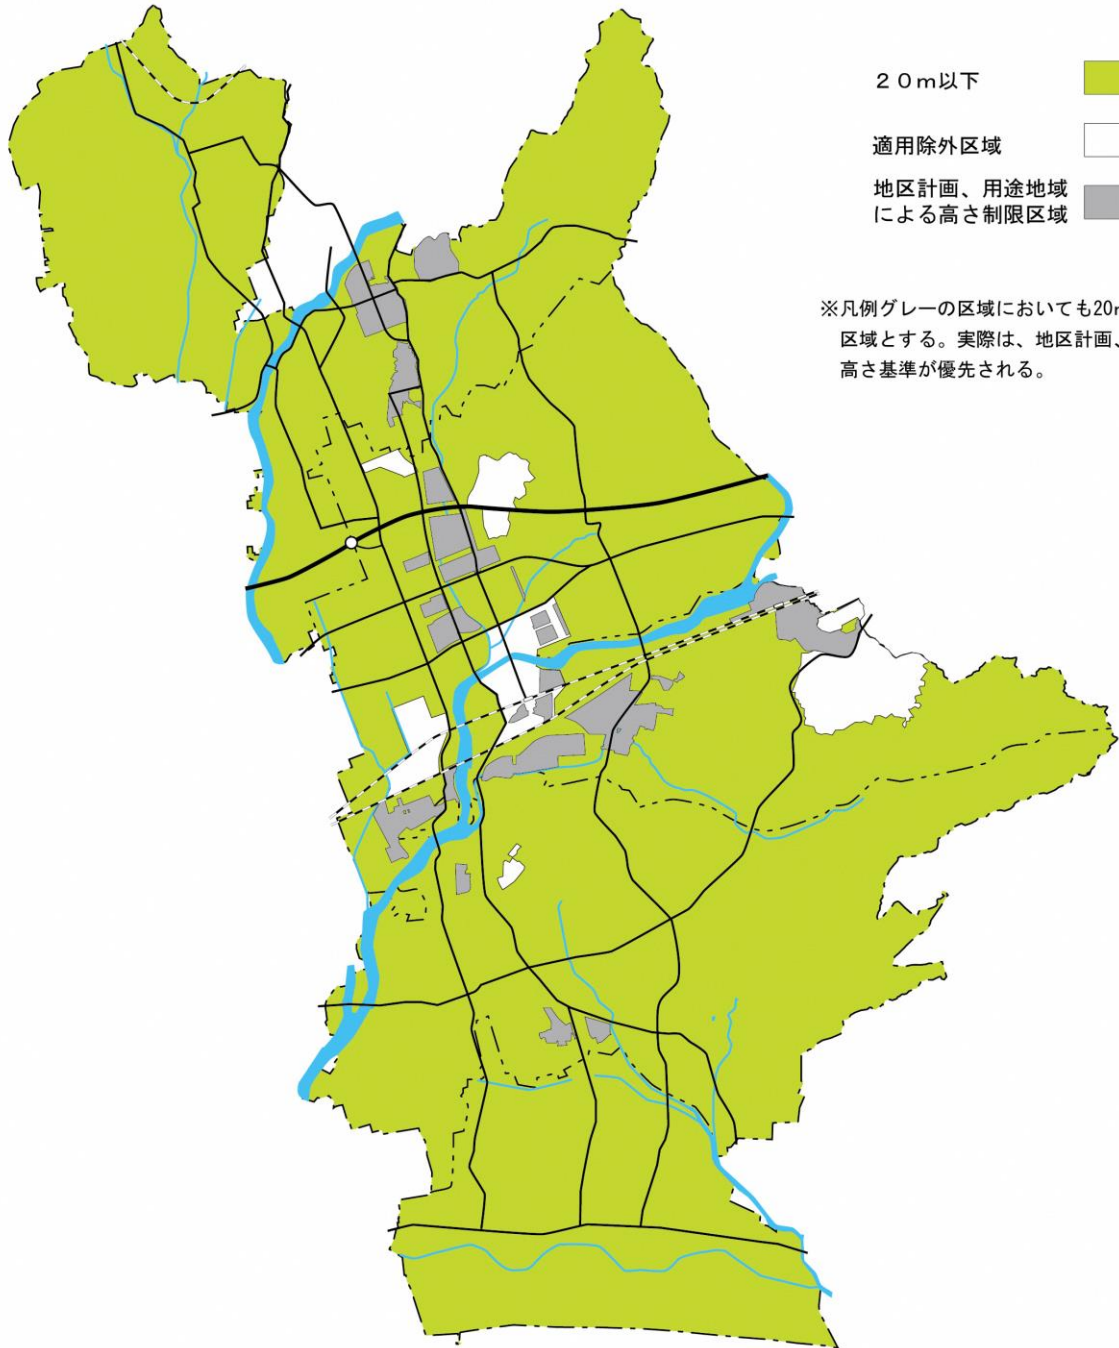 ２０ｍ以下
適用除外区域
地区計画、用途地域
による高さ制限区域
※凡例グレーの区域においても20m
区域とする。実際は、地区計画、
高さ基準が優先される。